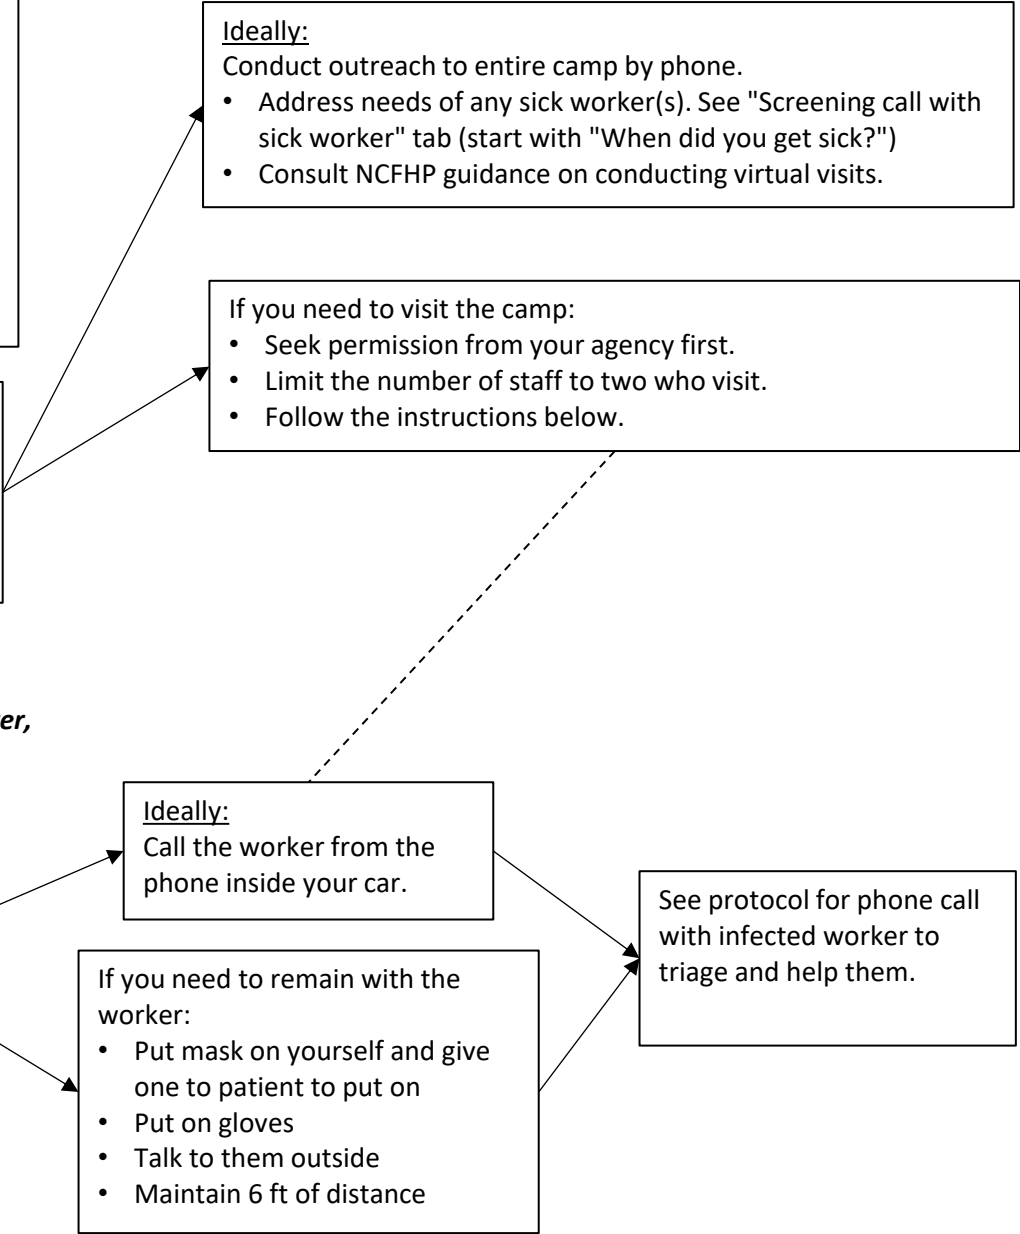 Ideally:
Conduct outreach to entire camp by phone.
• Address needs of any sick worker(s). See "Screening call with
sick worker" tab (start with "When did you get sick?")
• Consult NCFHP guidance on conducting virtual visits.
If you need to visit the camp:
• Seek permission from your agency first.
• Limit the number of staff to two who visit.
• Follow the instructions below.
er,
Ideally:
Call the worker from the
phone inside your car.
If you need to remain with the
worker:
• Put mask on yourself and give
one to patient to put on
• Put on gloves
• Talk to them outside
• Maintain 6 ft of distance
See protocol for phone call
with infected worker to
triage and help them.